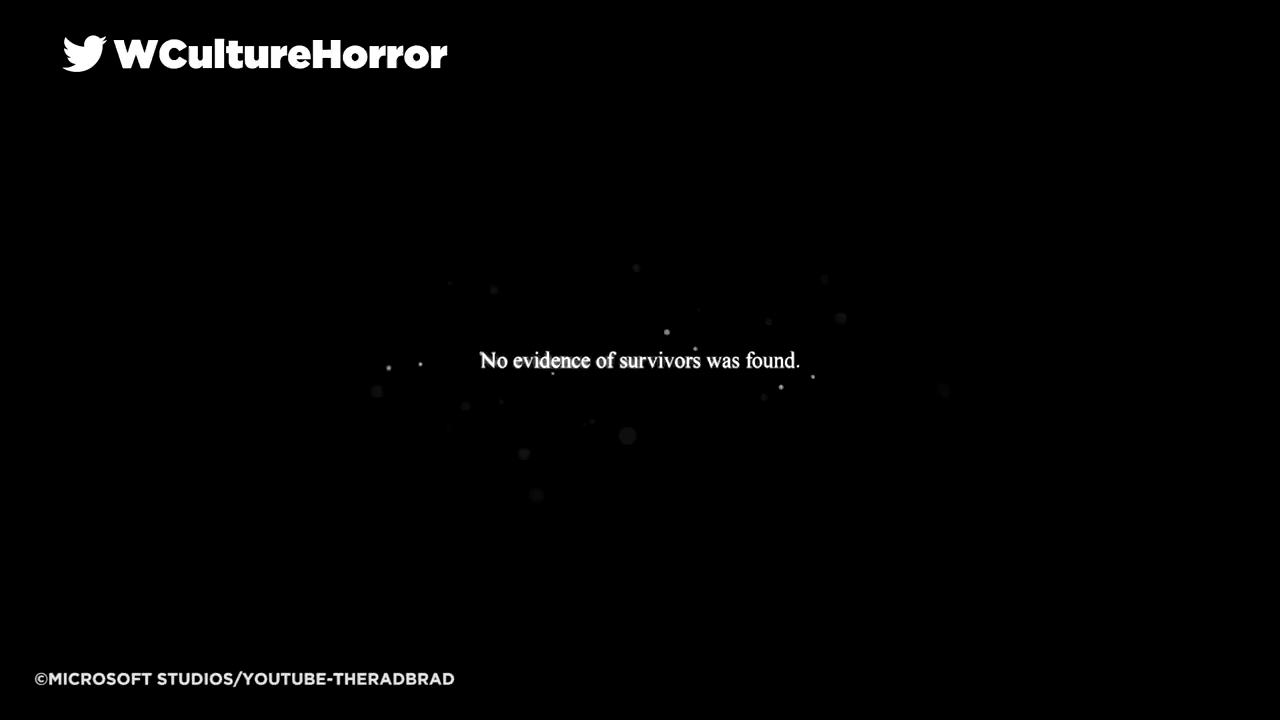 WCultureHorror
No evidence of survivors was found.
©MICROSOFT STUDIOS/YOUTUBE-THERADBRAD